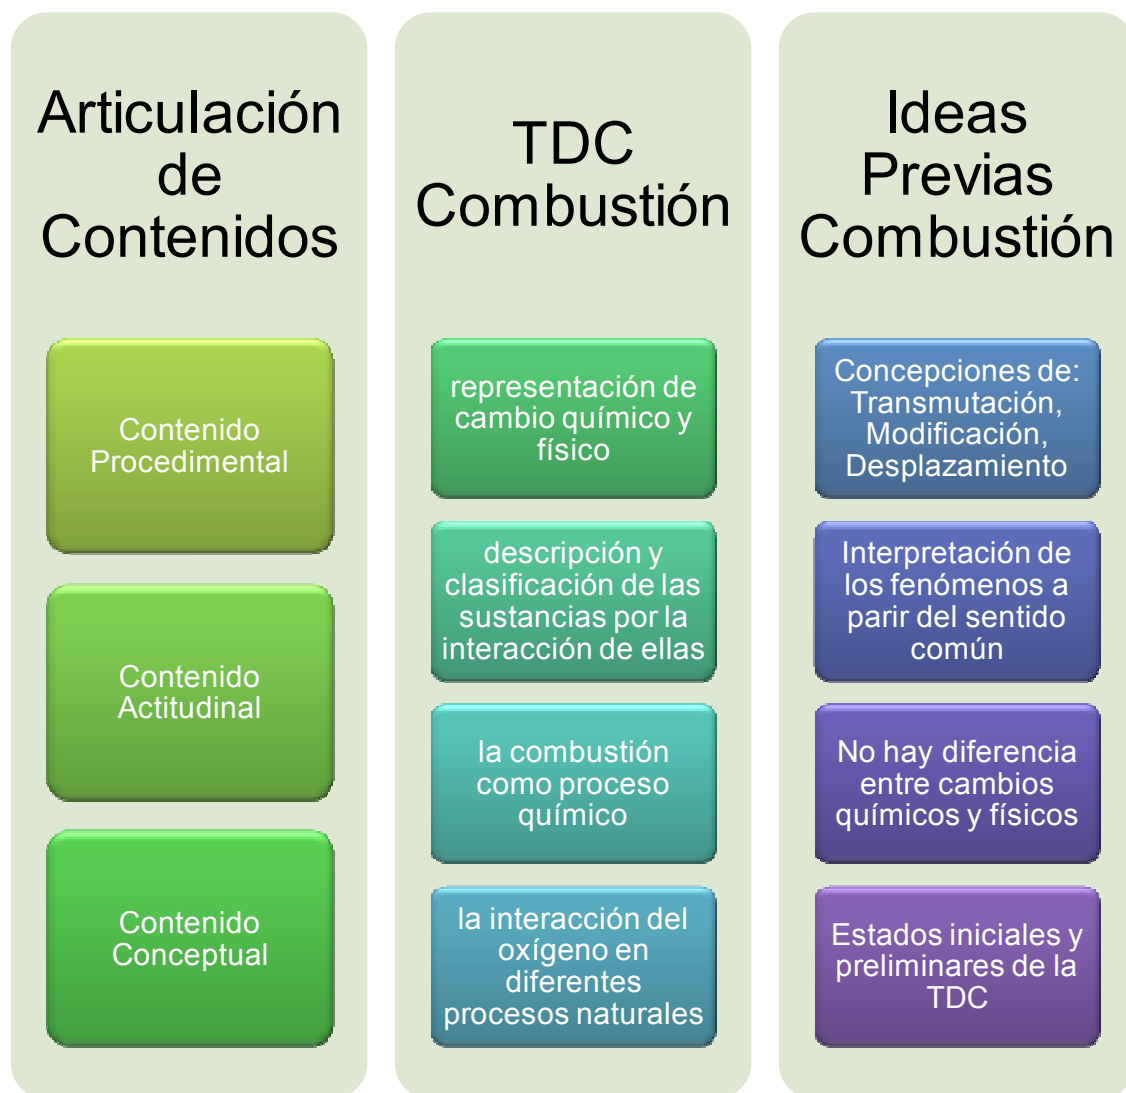 Articulación
de
Contenidos
Contenido
Procedimental
Contenido
Actitudinal
Contenido
Conceptual
TDC
Combustión
representación de
cambio químico y
físico
descripción y
clasificación de las
sustancias por la
interacción de ellas
la combustión
como proceso
químico
la interacción del
oxígeno en
diferentes
procesos naturales
Ideas
Previas
Combustión
Concepciones de:
Transmutación,
Modificación,
Desplazamiento
Interpretación de
los fenómenos a
parir del sentido
común
No hay diferencia
entre cambios
químicos y físicos
Estados iniciales y
preliminares de la
TDC